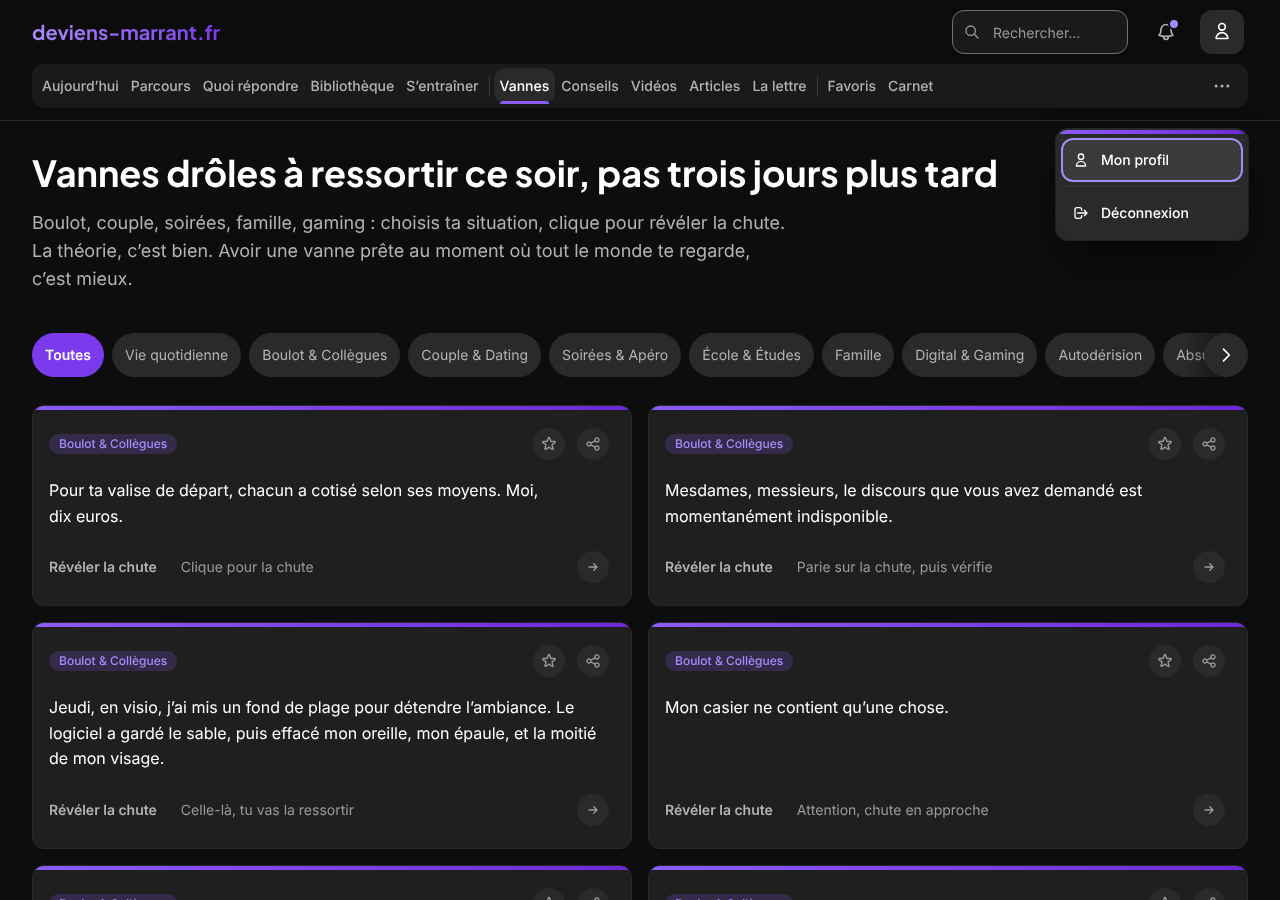 deviens-marrant.fr
Rechercher...
Aujourd’hui Parcours Quoi répondre Bibliothèque S’entraîner Vannes Conseils Vidéos Articles La lettre Favoris Carnet
Mon profil
Déconnexion
Vannes drôles à ressortir ce soir, pas trois jours plus tard
Boulot, couple, soirées, famille, gaming : choisis ta situation, clique pour révéler la chute.
La théorie, c’est bien. Avoir une vanne prête au moment où tout le monde te regarde,
c’est mieux.
Toutes Vie quotidienne Boulot & Collègues Couple & Dating Soirées & Apéro École & Études Famille Digital & Gaming Autodérision
Boulot & Collègues
Pour ta valise de départ, chacun a cotisé selon ses moyens. Moi,
dix euros.
Révéler la chute Clique pour la chute
Boulot & Collègues
Mesdames, messieurs, le discours que vous avez demandé est
momentanément indisponible.
Révéler la chute Parie sur la chute, puis vérifie
Boulot & Collègues
Jeudi, en visio, j’ai mis un fond de plage pour détendre l’ambiance. Le
logiciel a gardé le sable, puis effacé mon oreille, mon épaule, et la moitié
de mon visage.
Révéler la chute Celle-là, tu vas la ressortir
Boulot & Collègues
Mon casier ne contient qu’une chose.
Révéler la chute Attention, chute en approche